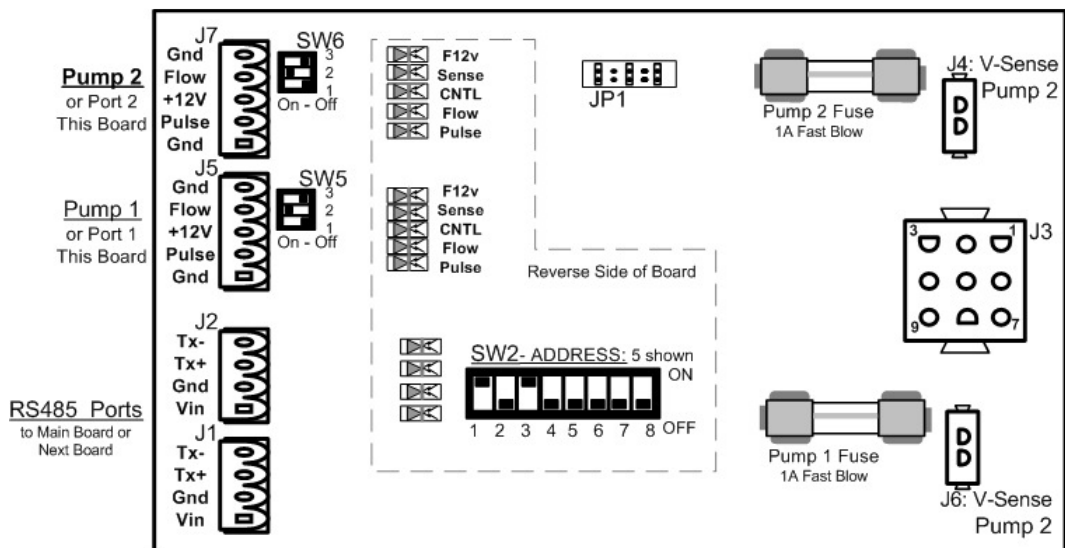 J7
SW6
Gnd
Flow
+12V
Pulse
Gnd
3
2
1
On - Off
Pump 2
or Port 2
This Board
F12v
Sense
CNTL
Flow
Pulse
JP1
Pump 2 Fuse
1A Fast Blow
J4: V-Sense
Pump 2
J5
SW5
Gnd
Flow
+12V
Pulse
Gnd
3
2
1
On - Off
Pump 1
or Port 1
This Board
F12v
Sense
CNTL
Flow
Pulse
Reverse Side of Board
3
1
J3
9
7
J2
Tx-
Tx+
Gnd
Vin
SW2- ADDRESS: 5 shown
ON
1 2 3 4 5 6 7 8 OFF
RS485 Ports
to Main Board or
Next Board
J1
Tx-
Tx+
Gnd
Vin
Pump 1 Fuse
1A Fast Blow
J6: V-Sense
Pump 2